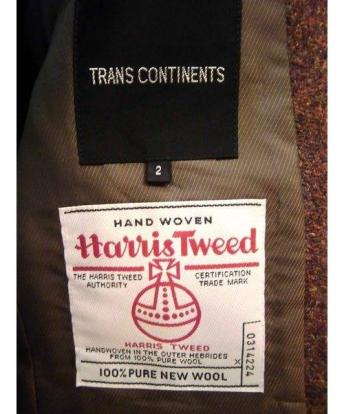 TRANS CONTINENTS
2
HAND WOVEN
Harris Tweed
THE HARRIS TWEED CERTIFICATION
AUTHORITY TRADE MARK
HARRIS TWEED
HANDWOVEN IN THE OUTER HEBRIDES
FROM 100% PURE WOOL
100% PURE NEW WOOL
X 0314224